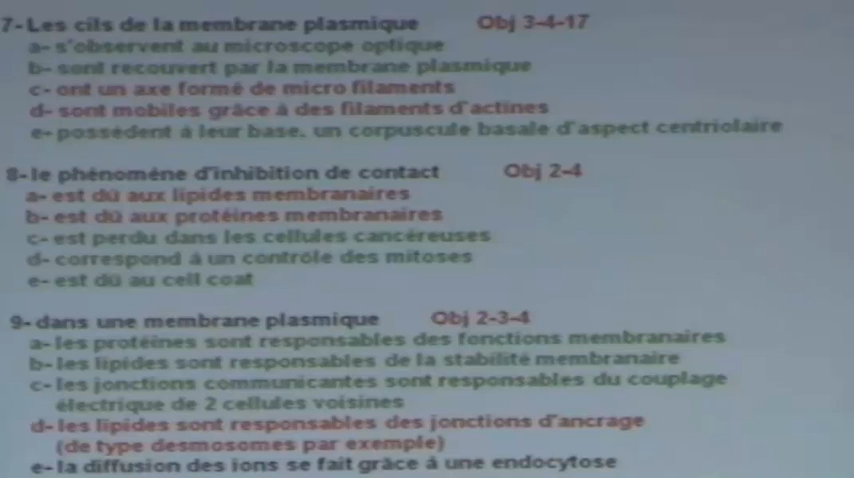 7-Les cils de la membrane plasmique Obj 3-4-17
a- s'observent au microscope optique
b- sont recouvert par la membrane plasmique
c- ont un axe formé de micro filaments
d- sont mobiles grâce à des filaments d'actines
e- possèdent à leur base, un corpuscule basale d'aspect centriolaire
8-le phénomène d'inhibition de contact Obj 2-4
a- est dû aux lipides membranaires
b- est dû aux protéines membranaires
c- est perdu dans les cellules cancéreuses
d- correspond à un contrôle des mitoses
e- est dû au cell coat
9- dans une membrane plasmique Obj 2-3-4
a- les protéines sont responsables des fonctions membranaires
b- les lipides sont responsables de la stabilité membranaire
c- les jonctions communicantes sont responsables du couplage
électrique de 2 cellules voisines
d- les lipides sont responsables des jonctions d'ancrage
(de type desmosomes par exemple)
e- la diffusion des ions se fait grâce à une endocytose